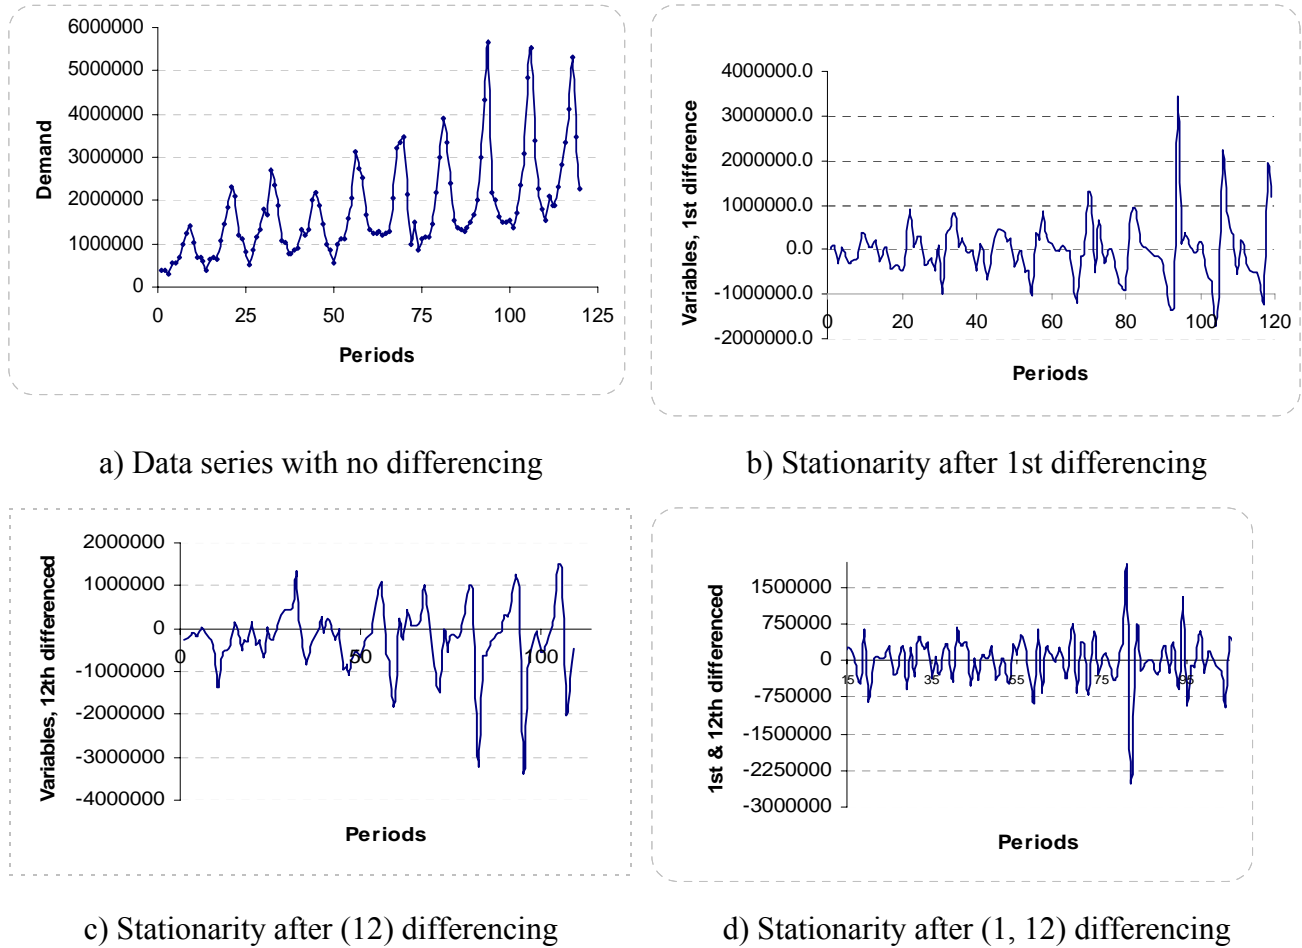 6000000
5000000
4000000
3000000
2000000
1000000
0
0 25 50 75 100 125
Demand
Periods
a) Data series with no differencing
4000000.0
3000000.0
2000000.0
1000000.0
0.0
-1000000.0
-2000000.0
0 20 40 60 80 100 120
Variables, 1st difference
Periods
b) Stationarity after 1st differencing
2000000
1000000
0
-1000000
-2000000
-3000000
-4000000
0 50 100
Variables, 12th differenced
Periods
c) Stationarity after (12) differencing
1500000
750000
0
-750000
-1500000
-2250000
-3000000
15 35 55 75 95
1st & 12th differenced
Periods
d) Stationarity after (1, 12) differencing